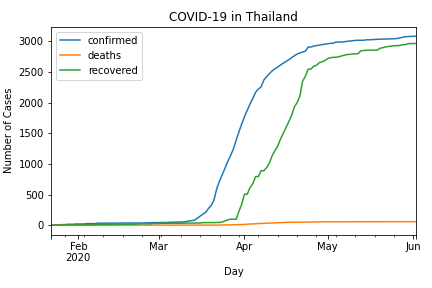 COVID-19 in Thailand
confirmed
deaths
recovered
Number of Cases
3000
2500
2000
1500
1000
500
0
Feb
2020
Mar
Apr
May
Jun
Day